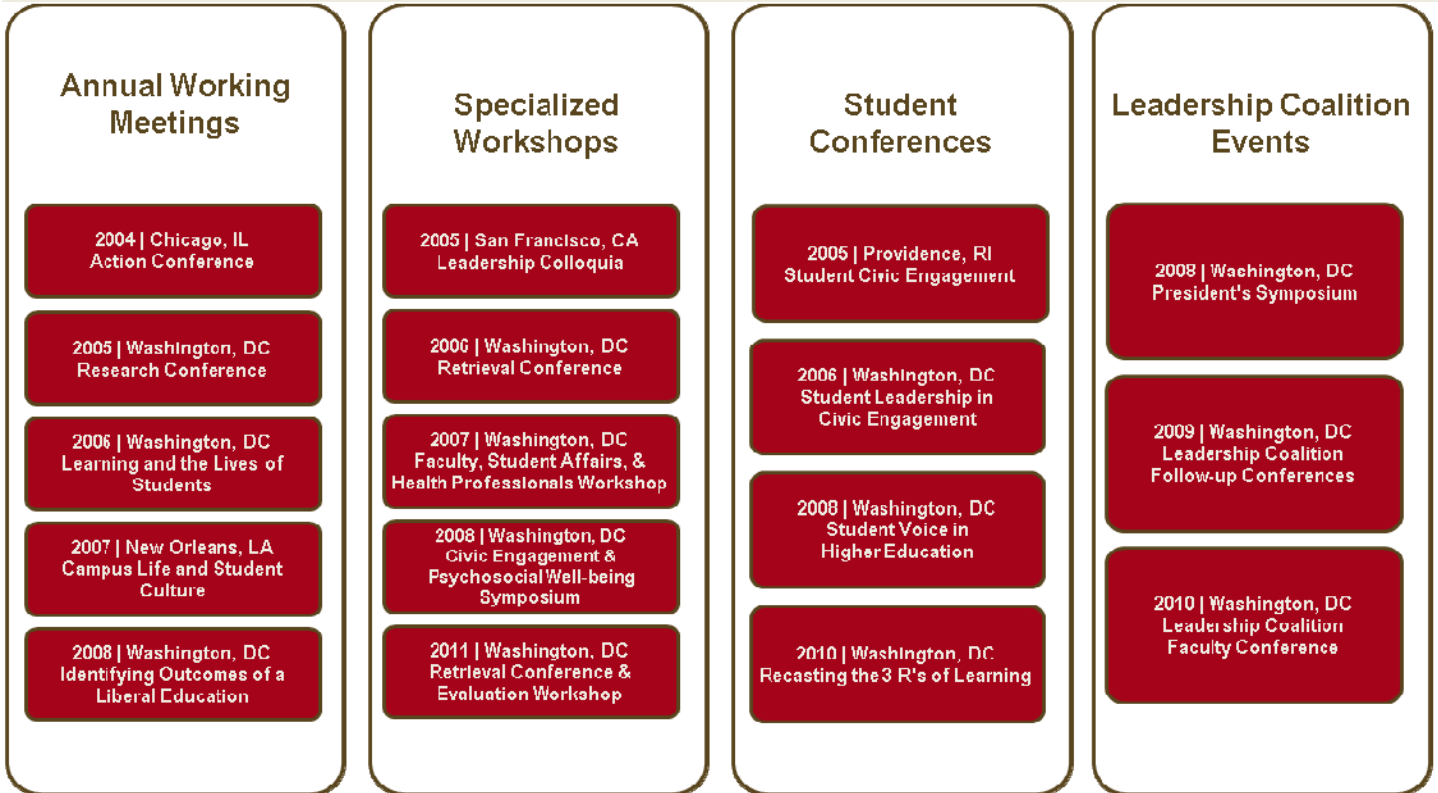 Annual Working
Meetings
2004 | Chicago, IL
Action Conference
2005 | Washington, DC
Research Conference
2006 | Washington, DC
Learning and the Lives of
Students
2007 | New Orleans, LA
Campus Life and Student
Culture
2008 | Washington, DC
Identifying Outcomes of a
Liberal Education
Specialized
Workshops
2005 | San Francisco, CA
Leadership Colloquia
2006 | Washington, DC
Retrieval Conference
2007 | Washington, DC
Faculty, Student Affairs, &
Health Professionals Workshop
2008 | Washington, DC
Civic Engagement &
Psychosocial Well-being
Symposium
2011 | Washington, DC
Retrieval Conference &
Evaluation Workshop
Student
Conferences
2005 | Providence, RI
Student Civic Engagement
2006 | Washington, DC
Student Leadership in
Civic Engagement
2008 | Washington, DC
Student Voice in
Higher Education
2010 | Washington, DC
Recasting the 3 R's of Learning
Leadership Coalition
Events
2008 | Washington, DC
President's Symposium
2009 | Washington, DC
Leadership Coalition
Follow-up Conferences
2010 | Washington, DC
Leadership Coalition
Faculty Conference